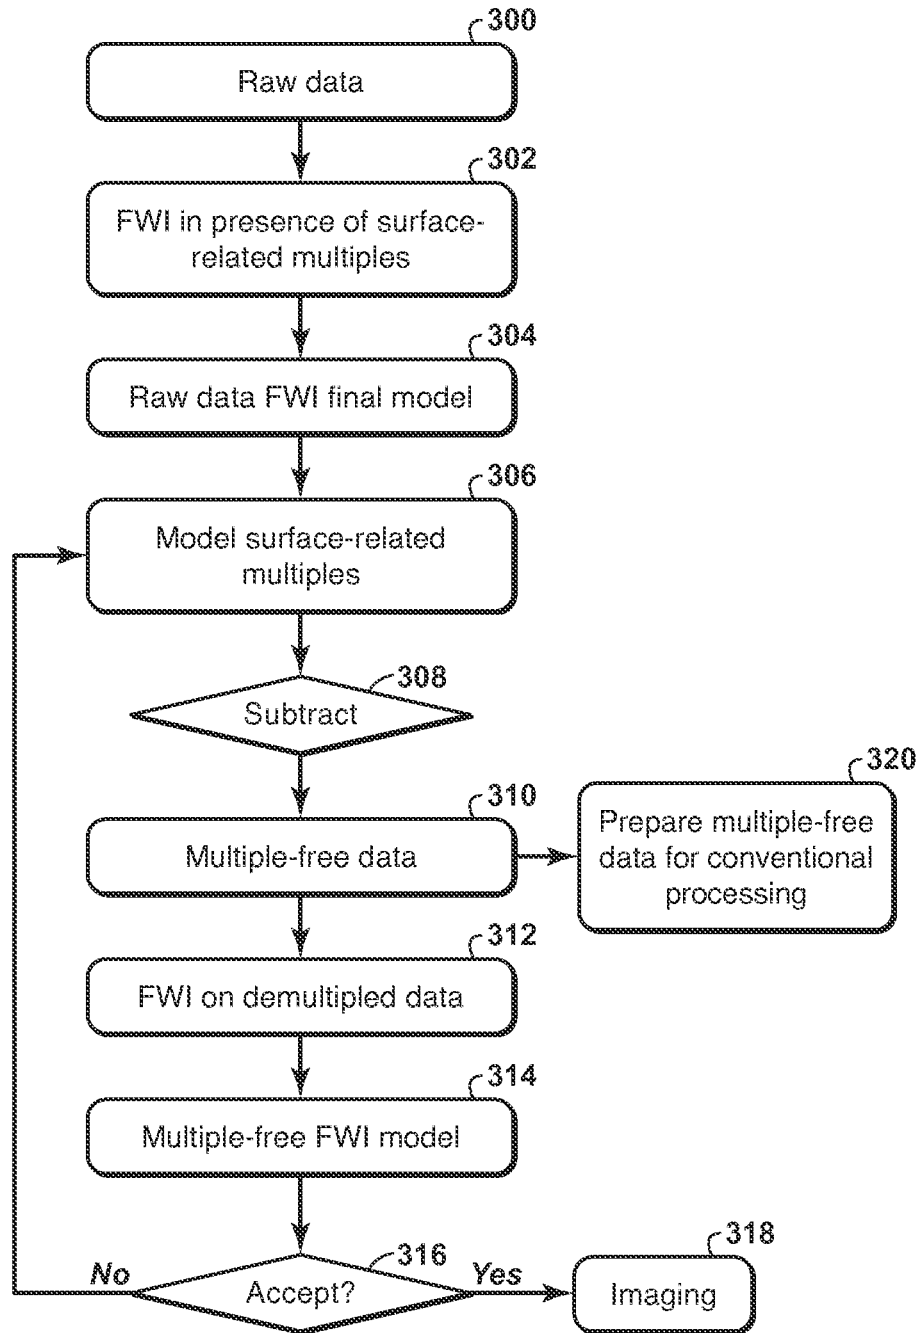 300
Raw data
302
FWI in presence of surface-
related multiples
304
Raw data FWI final model
306
Model surface-related
multiples
308
Subtract
310
Multiple-free data
320
Prepare multiple-free
data for conventional
processing
312
FWI on demultipled data
314
Multiple-free FWI model
316
Accept?
No
Yes
318
Imaging